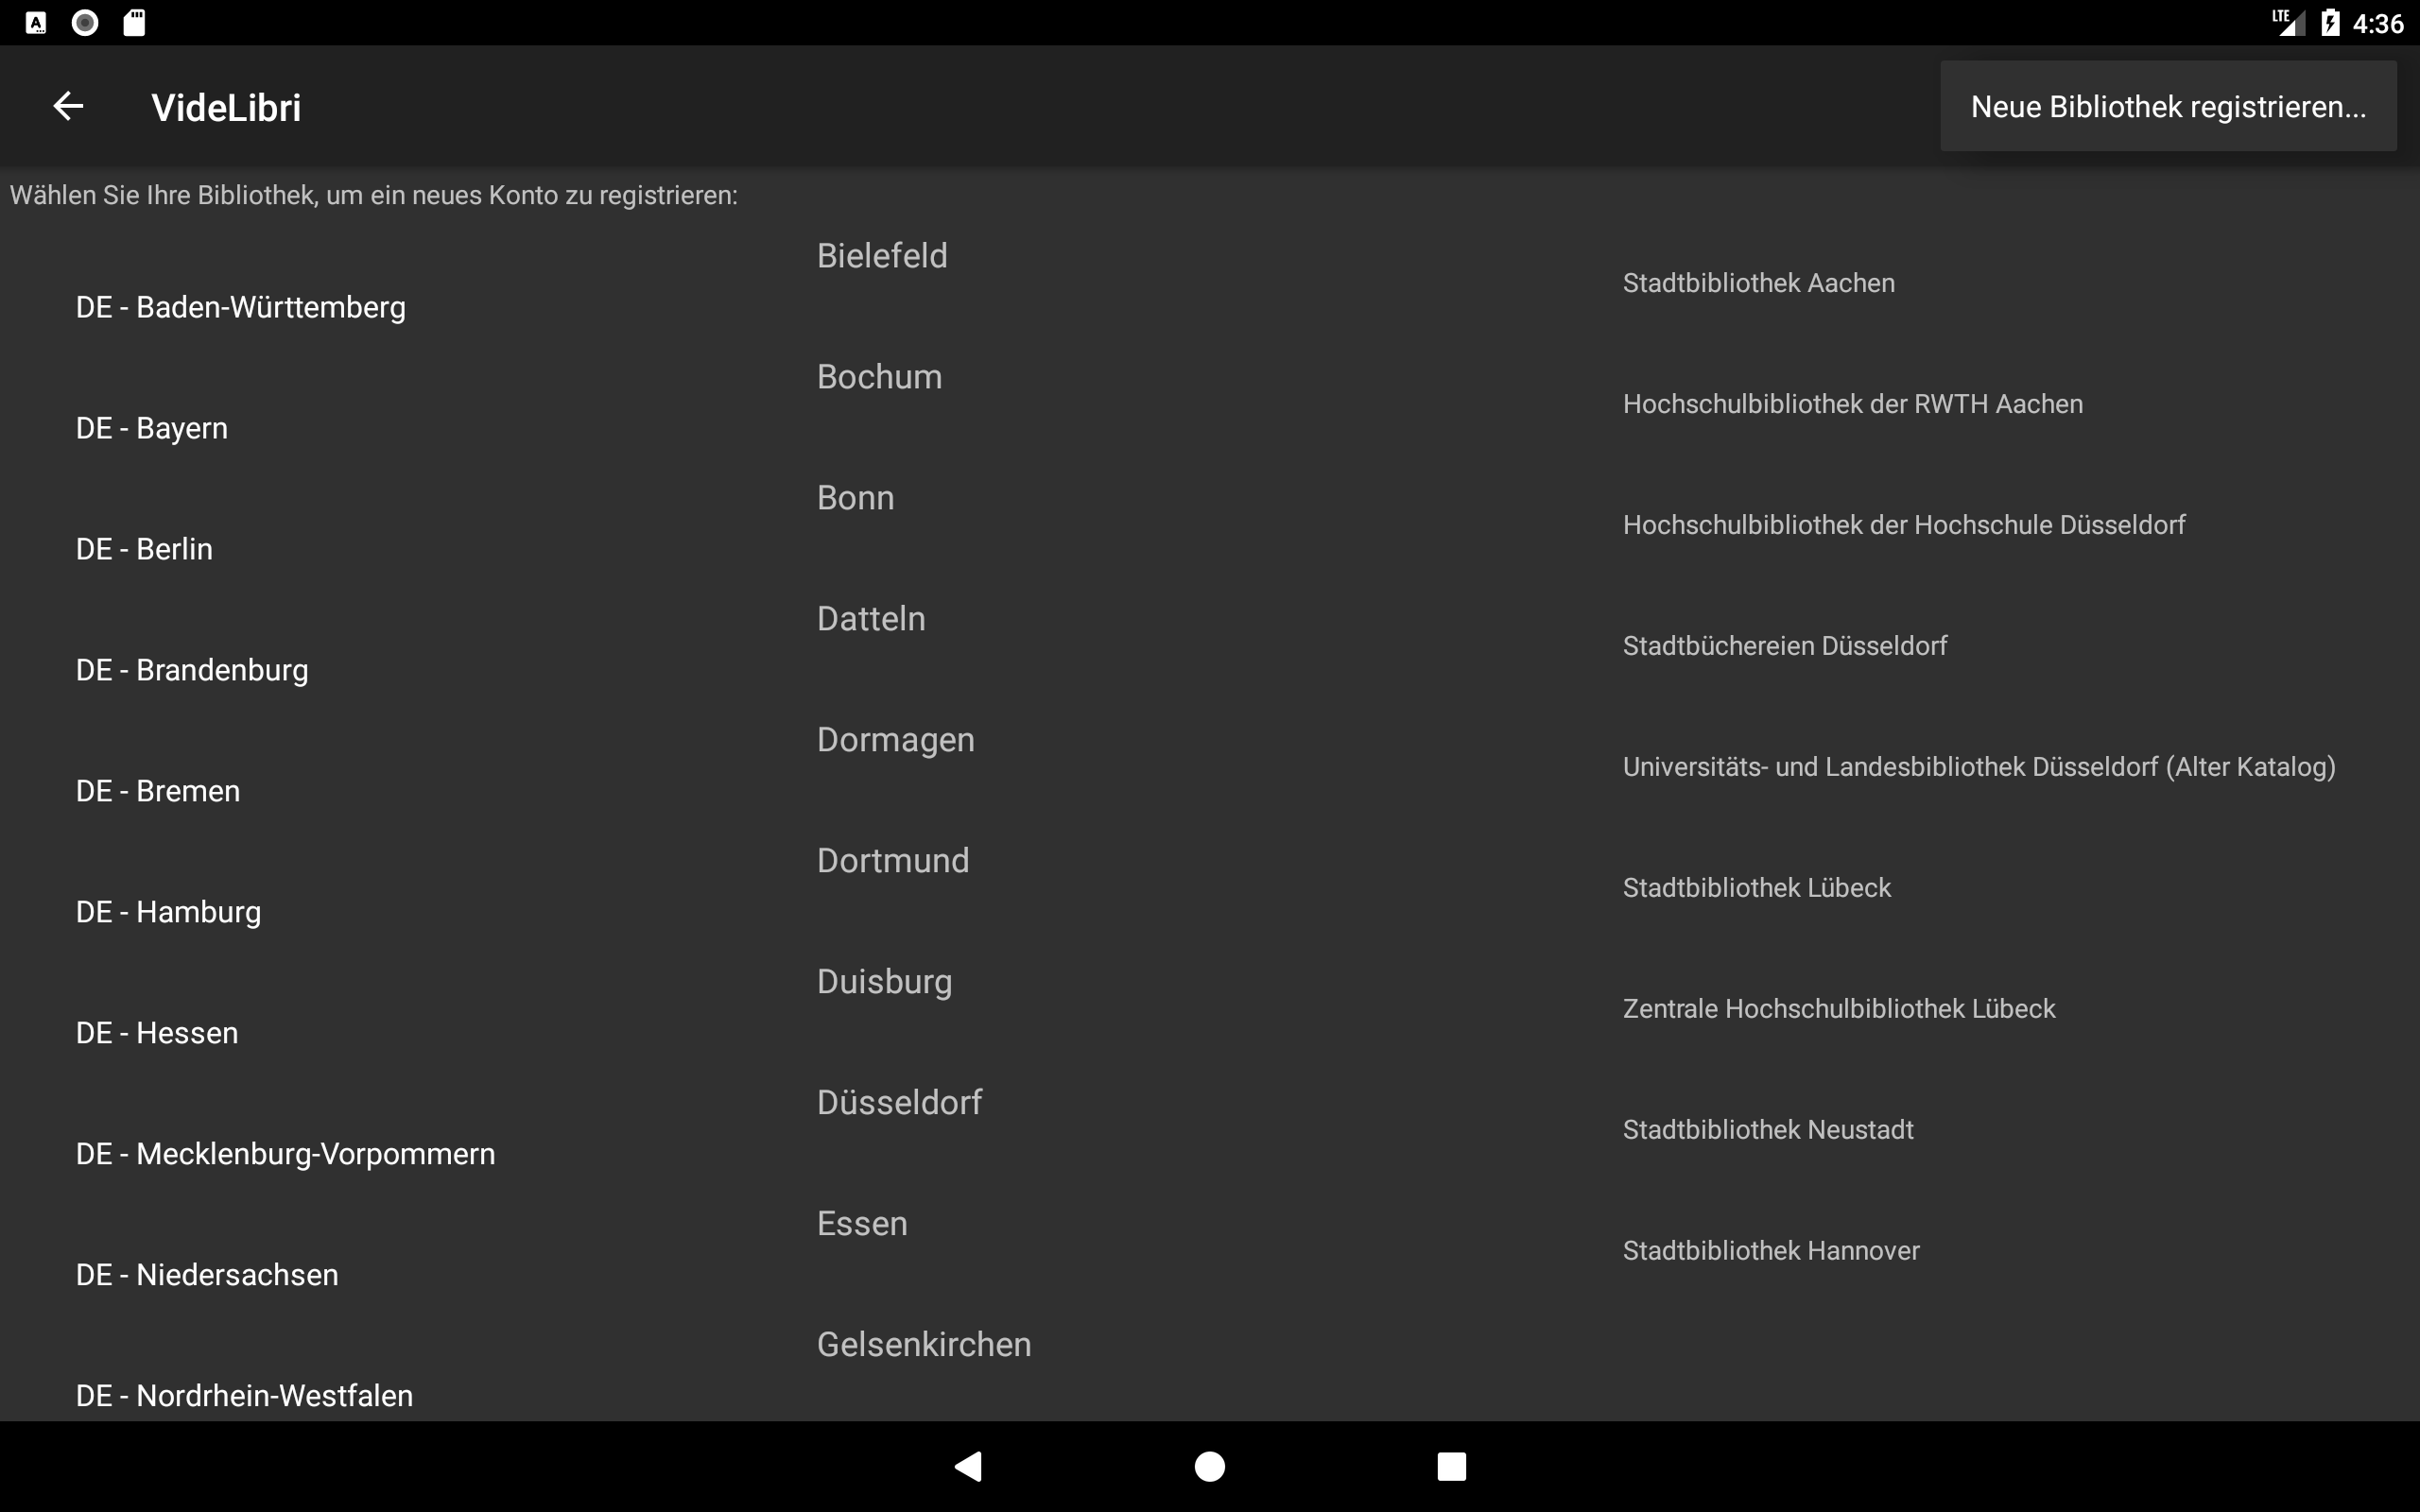 LTE 4:36
VideLibri
Neue Bibliothek registrieren...
Wählen Sie Ihre Bibliothek, um ein neues Konto zu registrieren:
DE - Baden-Württemberg
DE - Bayern
DE - Berlin
DE - Brandenburg
DE - Bremen
DE - Hamburg
DE - Hessen
DE - Mecklenburg-Vorpommern
DE - Niedersachsen
DE - Nordrhein-Westfalen
Bielefeld
Bochum
Bonn
Datteln
Dormagen
Dortmund
Duisburg
Düsseldorf
Essen
Gelsenkirchen
Stadtbibliothek Aachen
Hochschulbibliothek der RWTH Aachen
Hochschulbibliothek der Hochschule Düsseldorf
Stadtbüchereien Düsseldorf
Universitäts- und Landesbibliothek Düsseldorf (Alter Katalog)
Stadtbibliothek Lübeck
Zentrale Hochschulbibliothek Lübeck
Stadtbibliothek Neustadt
Stadtbibliothek Hannover